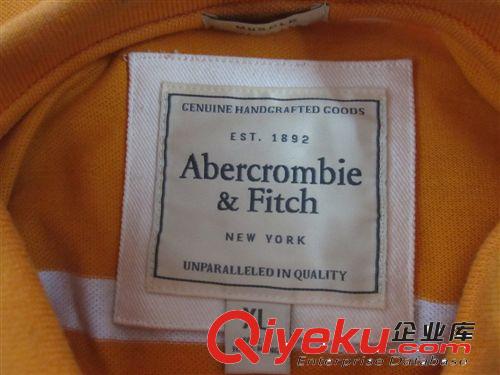 MUSCLE
GENUINE HANDCRAFTED GOODS
EST. 1892
Abercrombie
& Fitch
NEW YORK
UNPARALLELED IN QUALITY
XL
Qiyeku.com 企业库
Enterprise Database